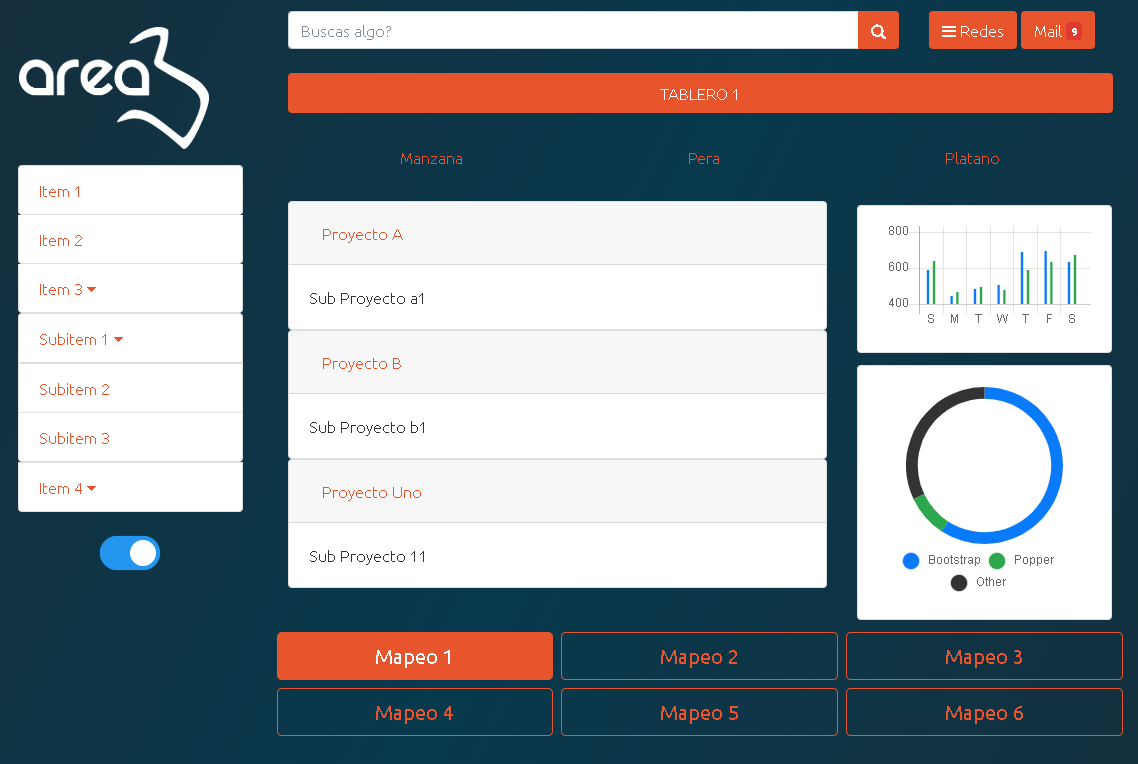 area
Buscas algo?
Redes
Mail 9
TABLERO 1
Manzana Pera Platano
Item 1
Item 2
Item 3
Subitem 1
Subitem 2
Subitem 3
Item 4
Proyecto A
Sub Proyecto a1
Proyecto B
Sub Proyecto b1
Proyecto Uno
Sub Proyecto 11
800
600
400
S M T W T F S
Bootstrap Popper
Other
Mapeo 1 Mapeo 2 Mapeo 3
Mapeo 4 Mapeo 5 Mapeo 6